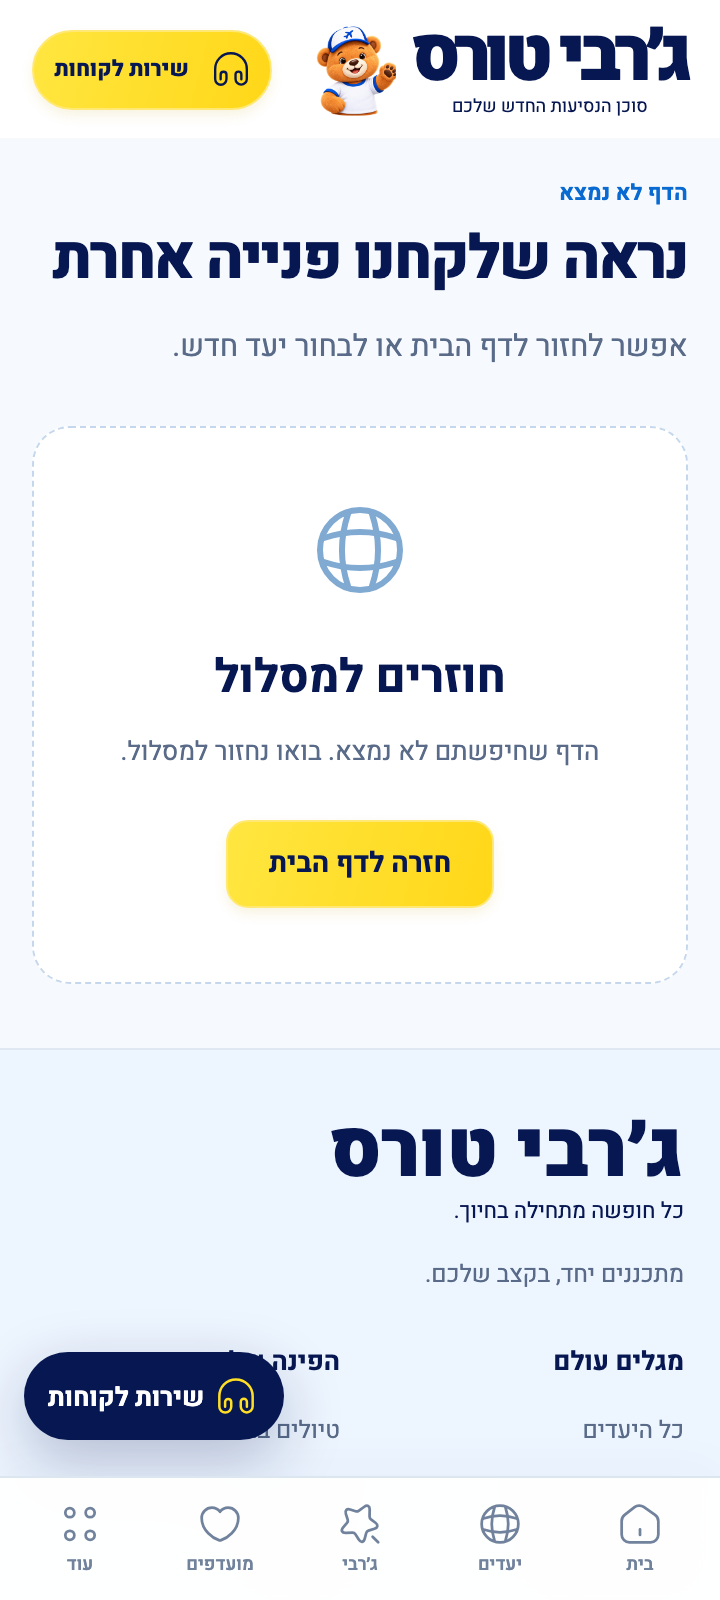 ג׳רבי טורס
סוכן הנסיעות החדש שלכם
שירות לקוחות
הדף לא נמצא
נראה שלקחנו פנייה אחרת
אפשר לחזור לדף הבית או לבחור יעד חדש.
חוזרים למסלול
הדף שחיפשתם לא נמצא. בואו נחזור למסלול.
חזרה לדף הבית
ג׳רבי טורס
כל חופשה מתחילה בחיוך.
מתכננים יחד, בקצב שלכם.
מגלים עולם
הפינה
כל היעדים
טיולים
שירות לקוחות
בית
יעדים
ג׳רבי
מועדפים
עוד